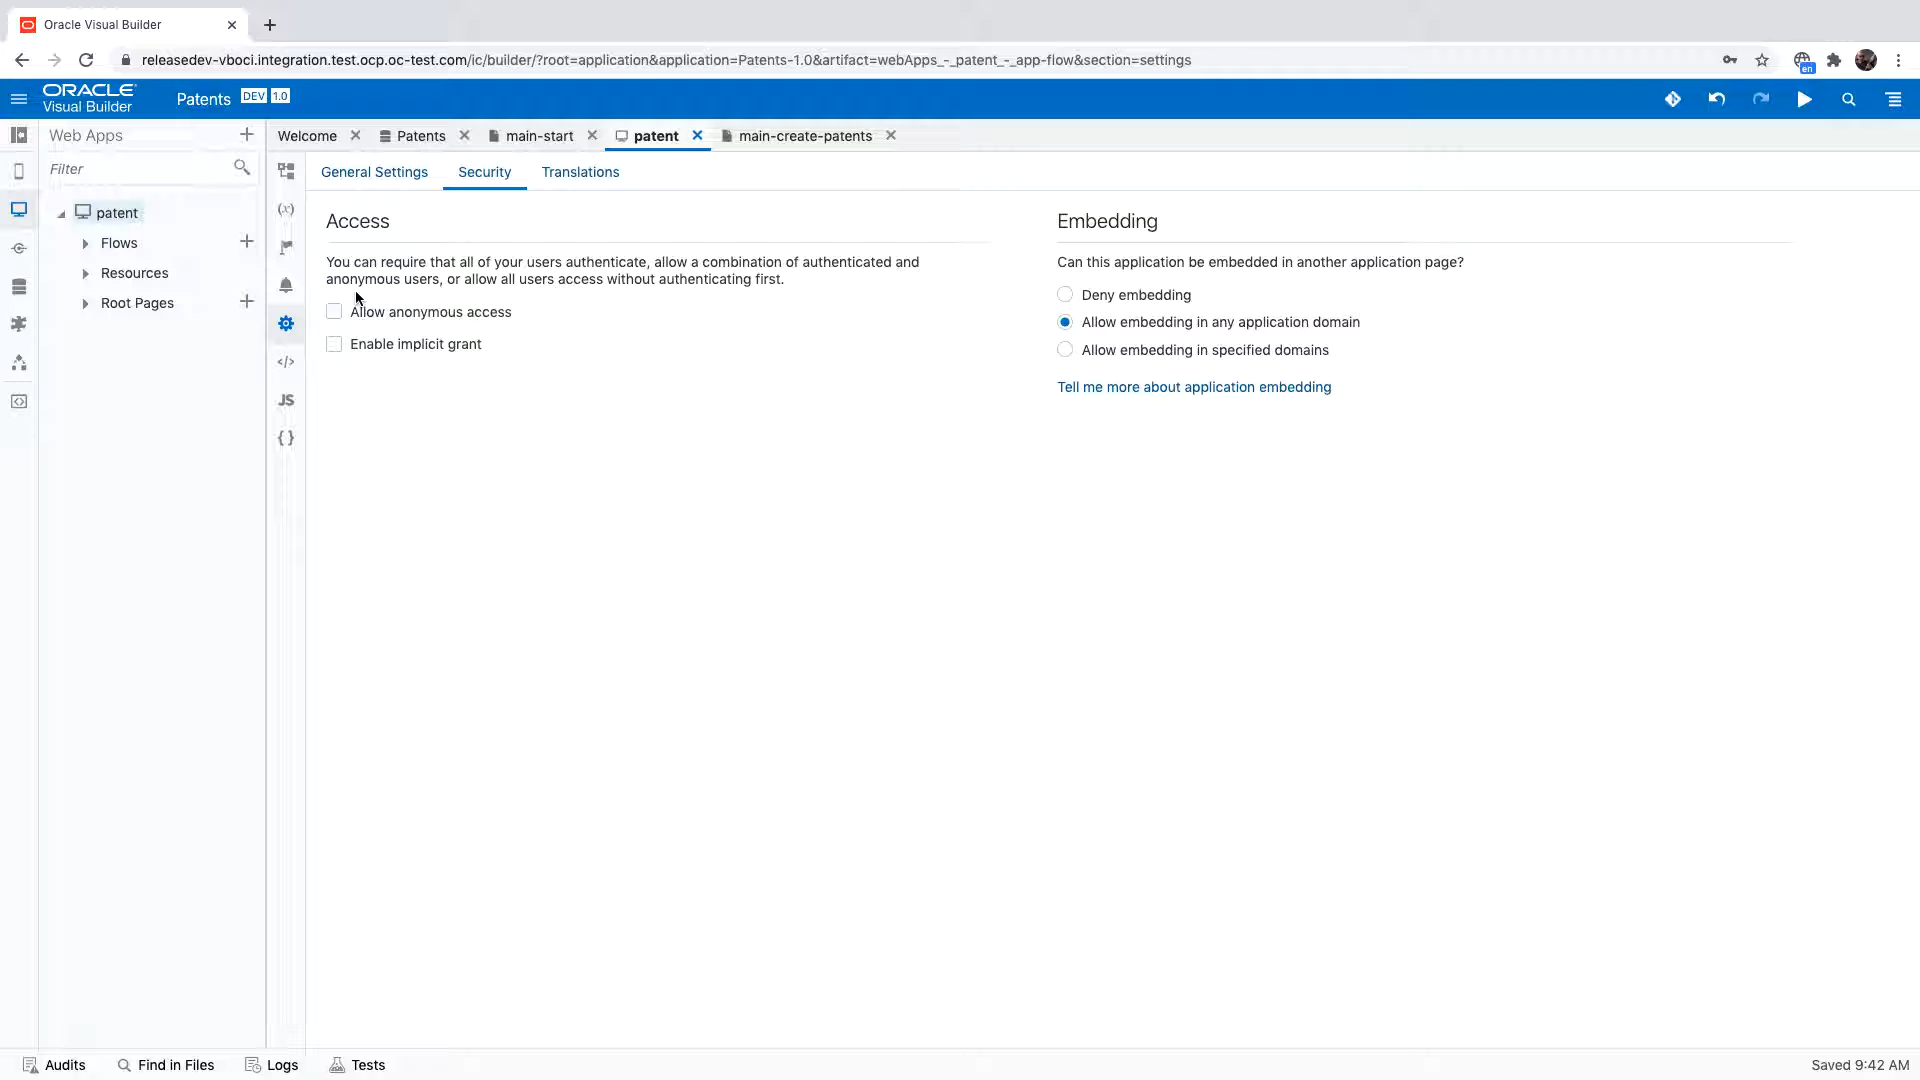 Oracle Visual Builder
releasedev-vboci.integration.test.ocp.oc-test.com/ic/builder/?root=application&application=Patents-1.0&artifact=webApps_-_patent_-_app-flow&section=settings
en
ORACLE
Visual Builder
Patents DEV 1.0
Web Apps
Welcome Patents main-start patent main-create-patents
Filter
General Settings Security Translations
patent
Flows
Resources
Root Pages
(x)
JS
{ }
Access
You can require that all of your users authenticate, allow a combination of authenticated and
anonymous users, or allow all users access without authenticating first.
Allow anonymous access
Enable implicit grant
Embedding
Can this application be embedded in another application page?
Deny embedding
Allow embedding in any application domain
Allow embedding in specified domains
Tell me more about application embedding
Audits Find in Files Logs Tests
Saved 9:42 AM